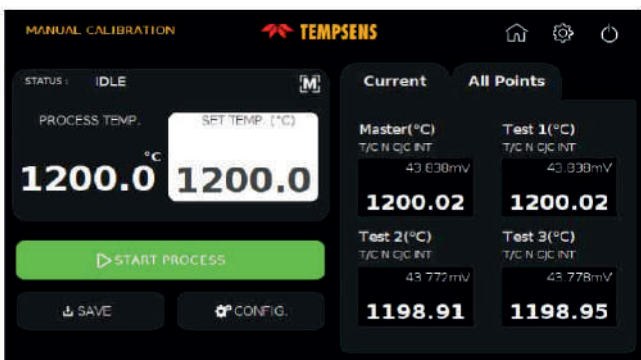 MANUAL CALIBRATION
TEMPSENS
STATUS : IDLE
[M]
PROCESS TEMP.
°C
1200.0
SET TEMP. (°C)
1200.0
START PROCESS
SAVE
CONFIG.
Current
All Points
Master(°C)
T/C N CJC INT
43.838mV
1200.02
Test 1(°C)
T/C N CJC INT
43.838mV
1200.02
Test 2(°C)
T/C N CJC INT
43.772mV
1198.91
Test 3(°C)
T/C N CJC INT
43.778mV
1198.95